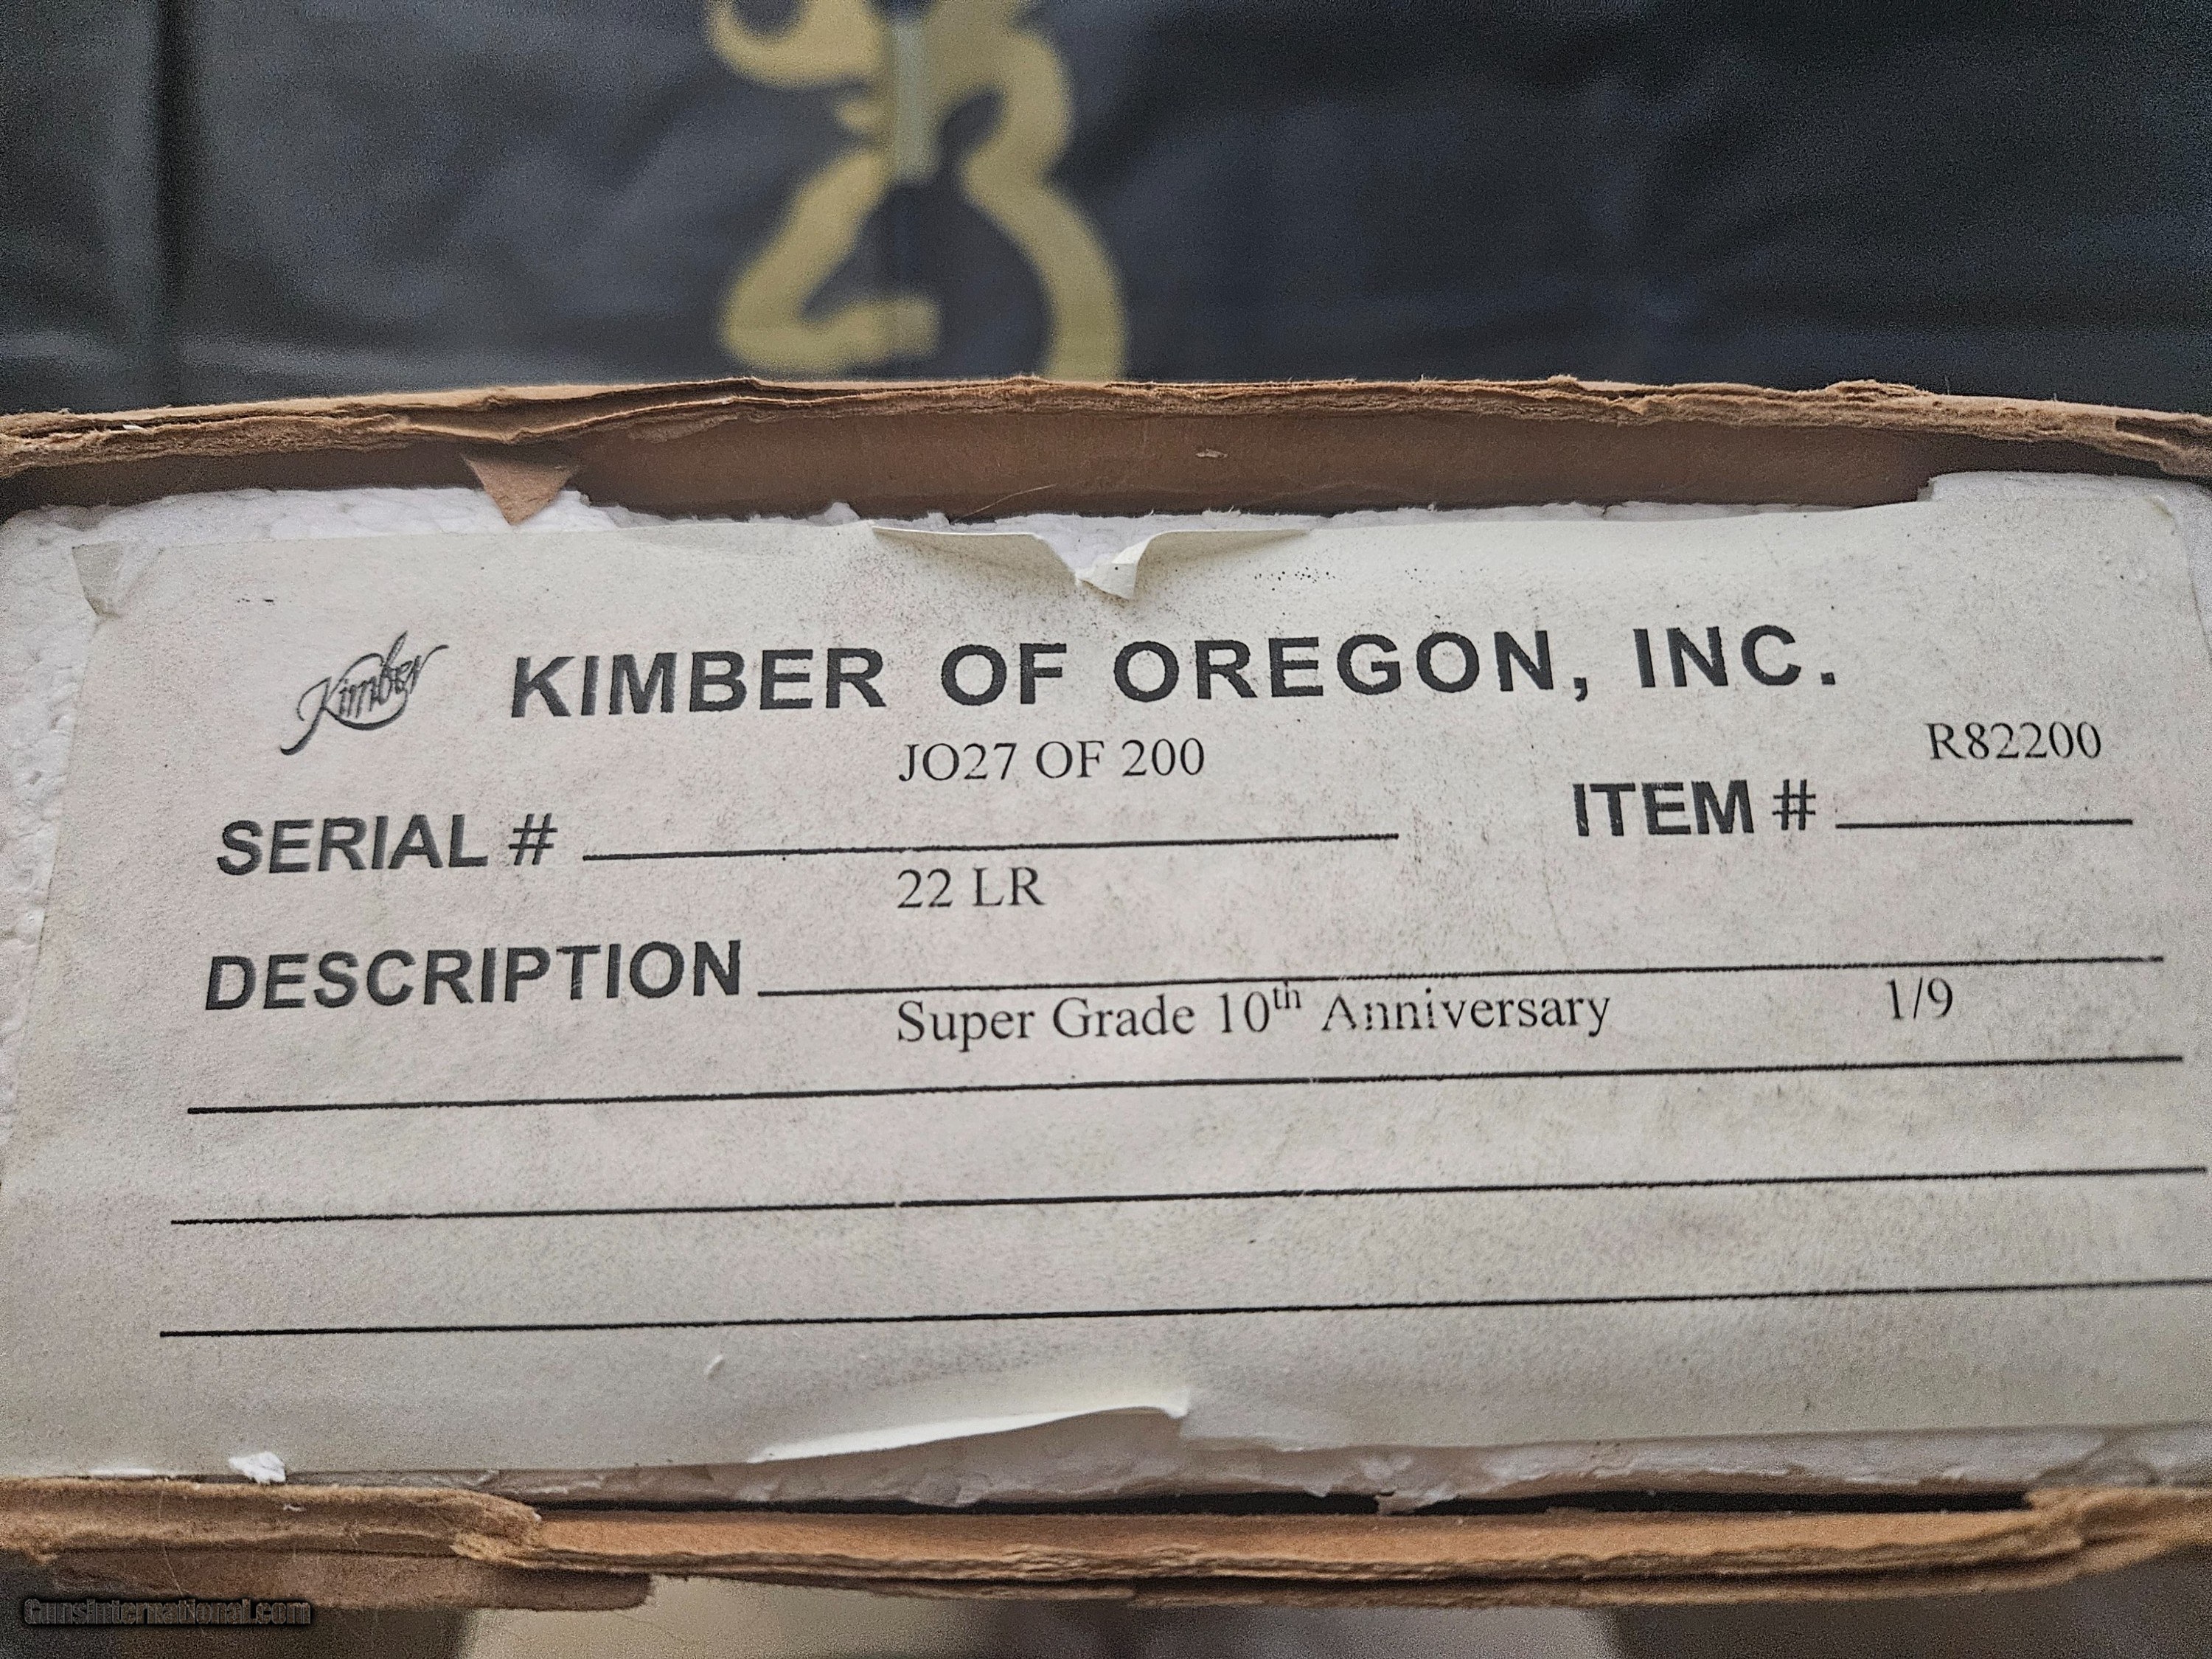 Kimber KIMBER OF OREGON, INC.
JO27 OF 200
R82200
SERIAL # ITEM #
22 LR
DESCRIPTION
Super Grade 10th Anniversary 1/9
GunsInternational.com